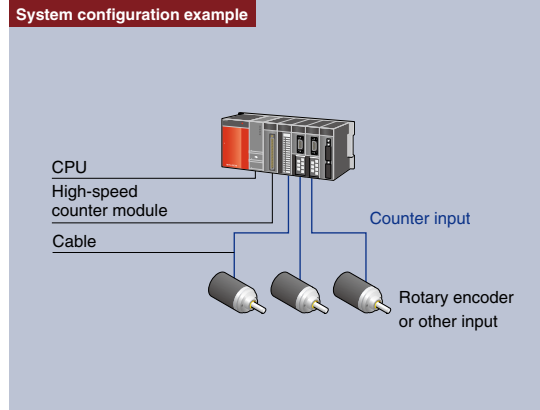 System configuration example
CPU
High-speed
counter module
Cable
Counter input
Rotary encoder
or other input